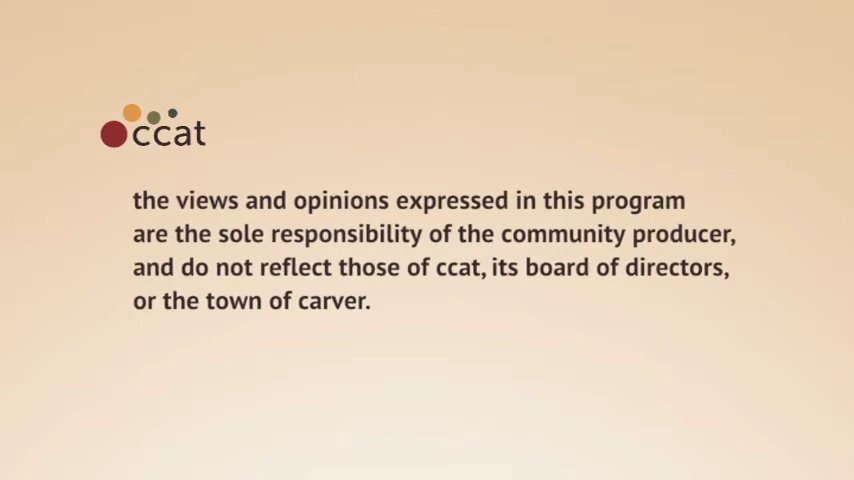 ccat
the views and opinions expressed in this program
are the sole responsibility of the community producer,
and do not reflect those of ccat, its board of directors,
or the town of carver.